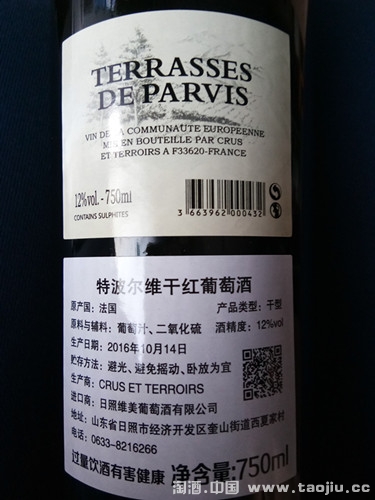 TERRASSES
DE PARVIS
VIN DE LA COMMUNAUTE EUROPEENNE
MIS EN BOUTEILLE PAR CRUS
ET TERROIRS A F33620-FRANCE
12%vol. - 750ml
CONTAINS SULPHITES
3 663962 000432
特波尔维干红葡萄酒
原产国：法国 产品类型：干型
原料与辅料：葡萄汁、二氧化硫 酒精度：12%vol
生产日期：2016年10月14日
贮存方法：避光、避免摇动、卧放为宜
生产商：CRUS ET TERROIRS
进口商：日照维美葡萄酒有限公司
地址：山东省日照市经济开发区奎山街道西夏家村
电话：0633-8216266
过量饮酒有害健康 净含量:750ml
淘酒.中国 www.taojiu.cc